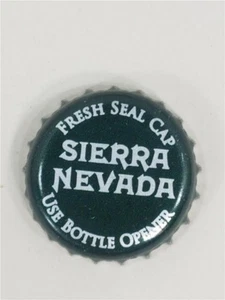 FRESH SEAL CAP
SIERRA
NEVADA
USE BOTTLE OPENER